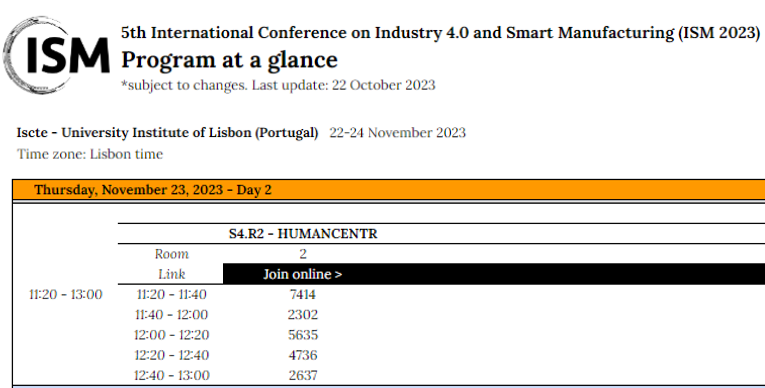 ISM
5th International Conference on Industry 4.0 and Smart Manufacturing (ISM 2023)
Program at a glance
*subject to changes. Last update: 22 October 2023
Iscte - University Institute of Lisbon (Portugal) 22-24 November 2023
Time zone: Lisbon time
Thursday, November 23, 2023 - Day 2
S4.R2 - HUMANCENTR
Room 2
Link Join online >
11:20 - 13:00 11:20 - 11:40 7414
11:40 - 12:00 2302
12:00 - 12:20 5635
12:20 - 12:40 4736
12:40 - 13:00 2637